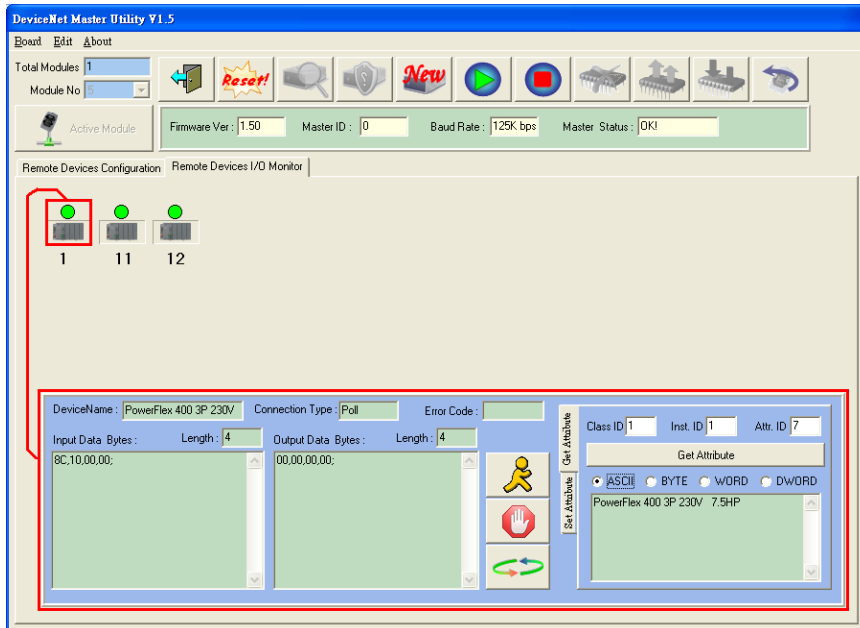 DeviceNet Master Utility V1.5
Board Edit About
Total Modules 1
Module No 5
Reset!
New
Active Module
Firmware Ver : 1.50 Master ID : 0 Baud Rate : 125K bps Master Status : OK!
Remote Devices Configuration Remote Devices I/O Monitor
1 11 12
DeviceName : PowerFlex 400 3P 230V Connection Type : Poll Error Code :
Input Data Bytes : Length : 4 Output Data Bytes : Length : 4
8C,10,00,00;
00,00,00,00;
Get Attribute
Set Attribute
Class ID 1 Inst. ID 1 Attr. ID 7
Get Attribute
ASCII BYTE WORD DWORD
PowerFlex 400 3P 230V 7.5HP